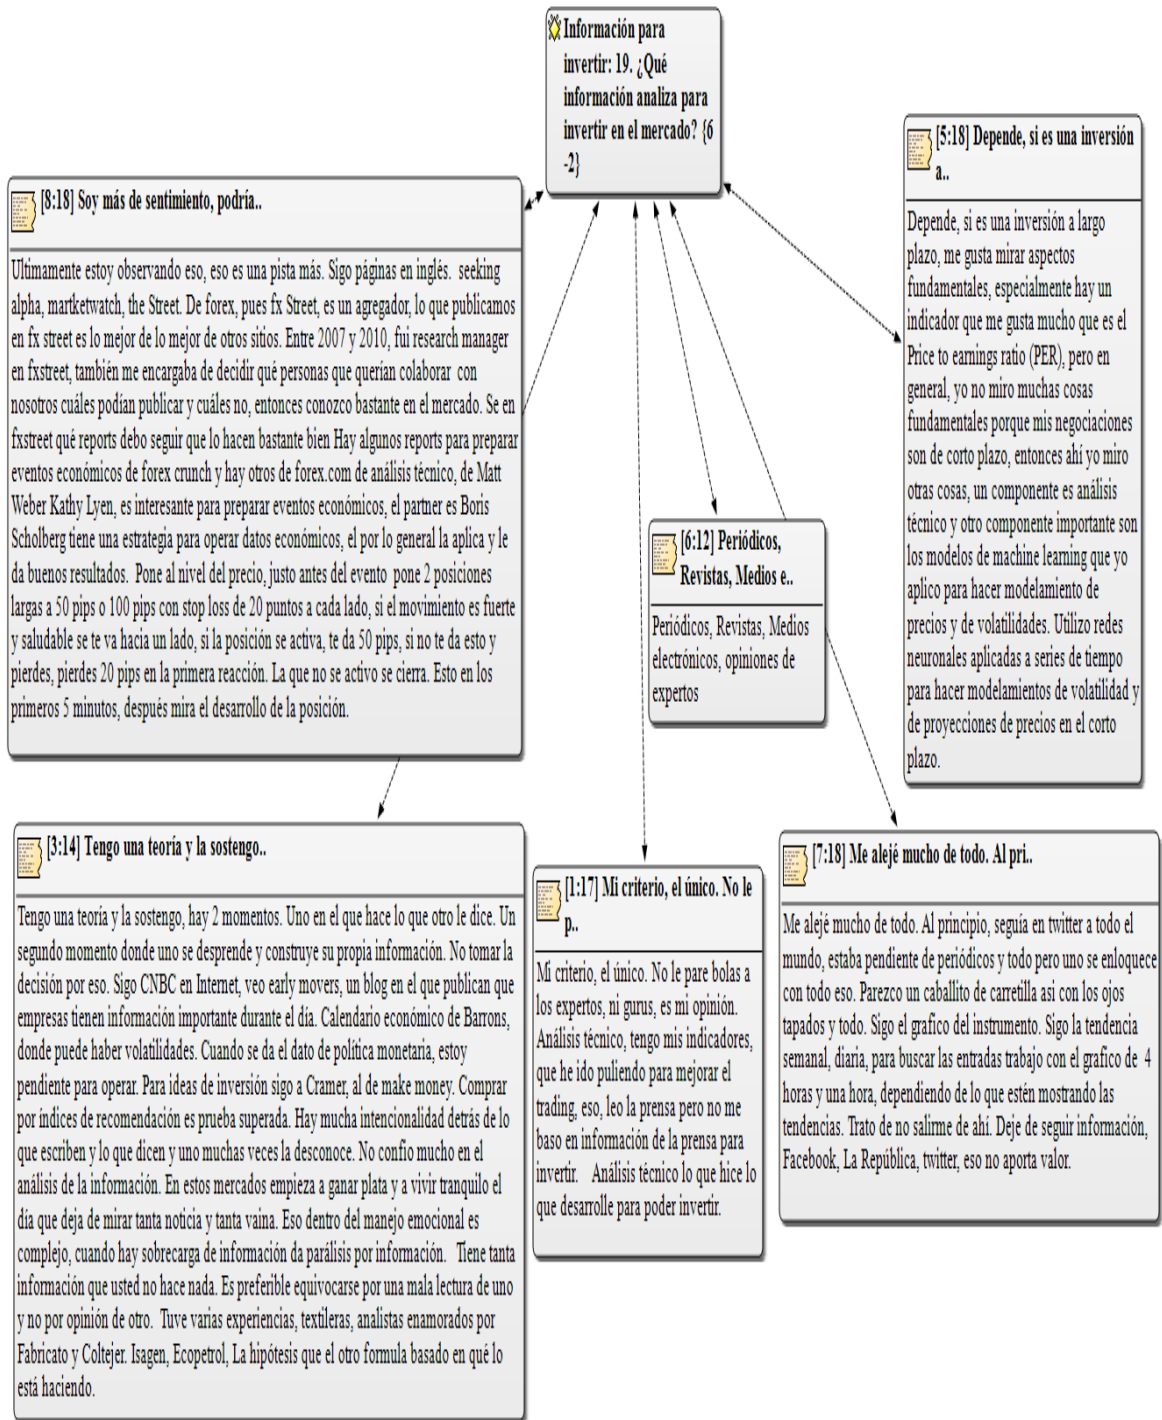 Información para
invertir: 19. ¿Qué
información analiza para
invertir en el mercado? {6
-2}
[5:18] Depende, si es una inversión
a..
Depende, si es una inversión a largo
plazo, me gusta mirar aspectos
fundamentales, especialmente hay un
indicador que me gusta mucho que es el
Price to earnings ratio (PER), pero en
general, yo no miro muchas cosas
fundamentales porque mis negociaciones
son de corto plazo, entonces ahí yo miro
otras cosas, un componente es análisis
técnico y otro componente importante son
los modelos de machine learning que yo
aplico para hacer modelamiento de
precios y de volatilidades. Utilizo redes
neuronales aplicadas a series de tiempo
para hacer modelamientos de volatilidad y
de proyecciones de precios en el corto
plazo.
[8:18] Soy más de sentimiento, podría..
Ultimamente estoy observando eso, eso es una pista más. Sigo páginas en inglés. seeking
alpha, martketwatch, the Street. De forex, pues fx Street, es un agregador, lo que publicamos
en fx street es lo mejor de lo mejor de otros sitios. Entre 2007 y 2010, fui research manager
en fxstreet, también me encargaba de decidir qué personas que querían colaborar con
nosotros cuáles podían publicar y cuáles no, entonces conozco bastante en el mercado. Se en
fxstreet qué reports debo seguir que lo hacen bastante bien Hay algunos reports para preparar
eventos económicos de forex crunch y hay otros de forex.com de análisis técnico, de Matt
Weber Kathy Lyen, es interesante para preparar eventos económicos, el partner es Boris
Scholberg tiene una estrategia para operar datos económicos, el por lo general la aplica y le
da buenos resultados. Pone al nivel del precio, justo antes del evento pone 2 posiciones
largas a 50 pips o 100 pips con stop loss de 20 puntos a cada lado, si el movimiento es fuerte
y saludable se te va hacia un lado, si la posición se activa, te da 50 pips, si no te da esto y
pierdes, pierdes 20 pips en la primera reacción. La que no se activo se cierra. Esto en los
primeros 5 minutos, después mira el desarrollo de la posición.
[6:12] Periódicos,
Revistas, Medios e..
Periódicos, Revistas, Medios
electrónicos, opiniones de
expertos
[3:14] Tengo una teoría y la sostengo..
Tengo una teoría y la sostengo, hay 2 momentos. Uno en el que hace lo que otro le dice. Un
segundo momento donde uno se desprende y construye su propia información. No tomar la
decisión por eso. Sigo CNBC en Internet, veo early movers, un blog en el que publican que
empresas tienen información importante durante el día. Calendario económico de Barrons,
donde puede haber volatilidades. Cuando se da el dato de política monetaria, estoy
pendiente para operar. Para ideas de inversión sigo a Cramer, al de make money. Comprar
por índices de recomendación es prueba superada. Hay mucha intencionalidad detrás de lo
que escriben y lo que dicen y uno muchas veces la desconoce. No confio mucho en el
análisis de la información. En estos mercados empieza a ganar plata y a vivir tranquilo el
día que deja de mirar tanta noticia y tanta vaina. Eso dentro del manejo emocional es
complejo, cuando hay sobrecarga de información da parálisis por información. Tiene tanta
información que usted no hace nada. Es preferible equivocarse por una mala lectura de uno
y no por opinión de otro. Tuve varias experiencias, textileras, analistas enamorados por
Fabricato y Coltejer. Isagen, Ecopetrol, La hipótesis que el otro formula basado en qué lo
está haciendo.
[1:17] Mi criterio, el único. No le
p..
Mi criterio, el único. No le pare bolas a
los expertos, ni gurus, es mi opinión.
Análisis técnico, tengo mis indicadores,
que he ido puliendo para mejorar el
trading, eso, leo la prensa pero no me
baso en información de la prensa para
invertir. Análisis técnico lo que hice lo
que desarrolle para poder invertir.
[7:18] Me alejé mucho de todo. Al pri..
Me alejé mucho de todo. Al principio, seguía en twitter a todo el
mundo, estaba pendiente de periódicos y todo pero uno se enloquece
con todo eso. Parezco un caballito de carretilla asi con los ojos
tapados y todo. Sigo el grafico del instrumento. Sigo la tendencia
semanal, diaria, para buscar las entradas trabajo con el grafico de 4
horas y una hora, dependiendo de lo que estén mostrando las
tendencias. Trato de no salirme de ahí. Deje de seguir información,
Facebook, La República, twitter, eso no aporta valor.